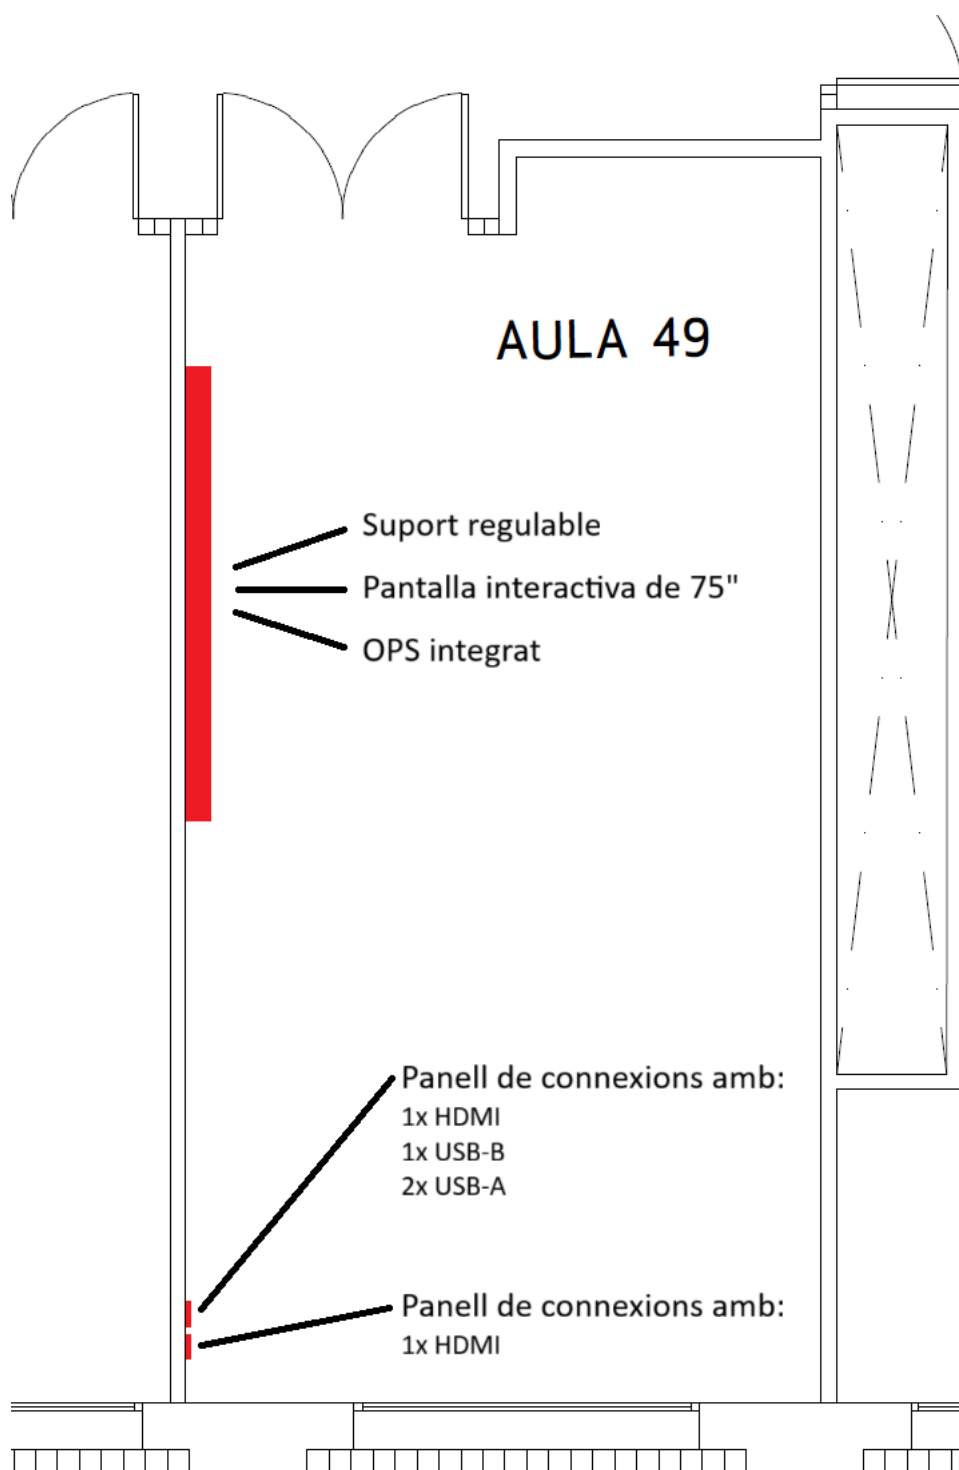 AULA 49
Suport regulable
Pantalla interactiva de 75"
OPS integrat
Panell de connexions amb:
1x HDMI
1x USB-B
2x USB-A
Panell de connexions amb:
1x HDMI